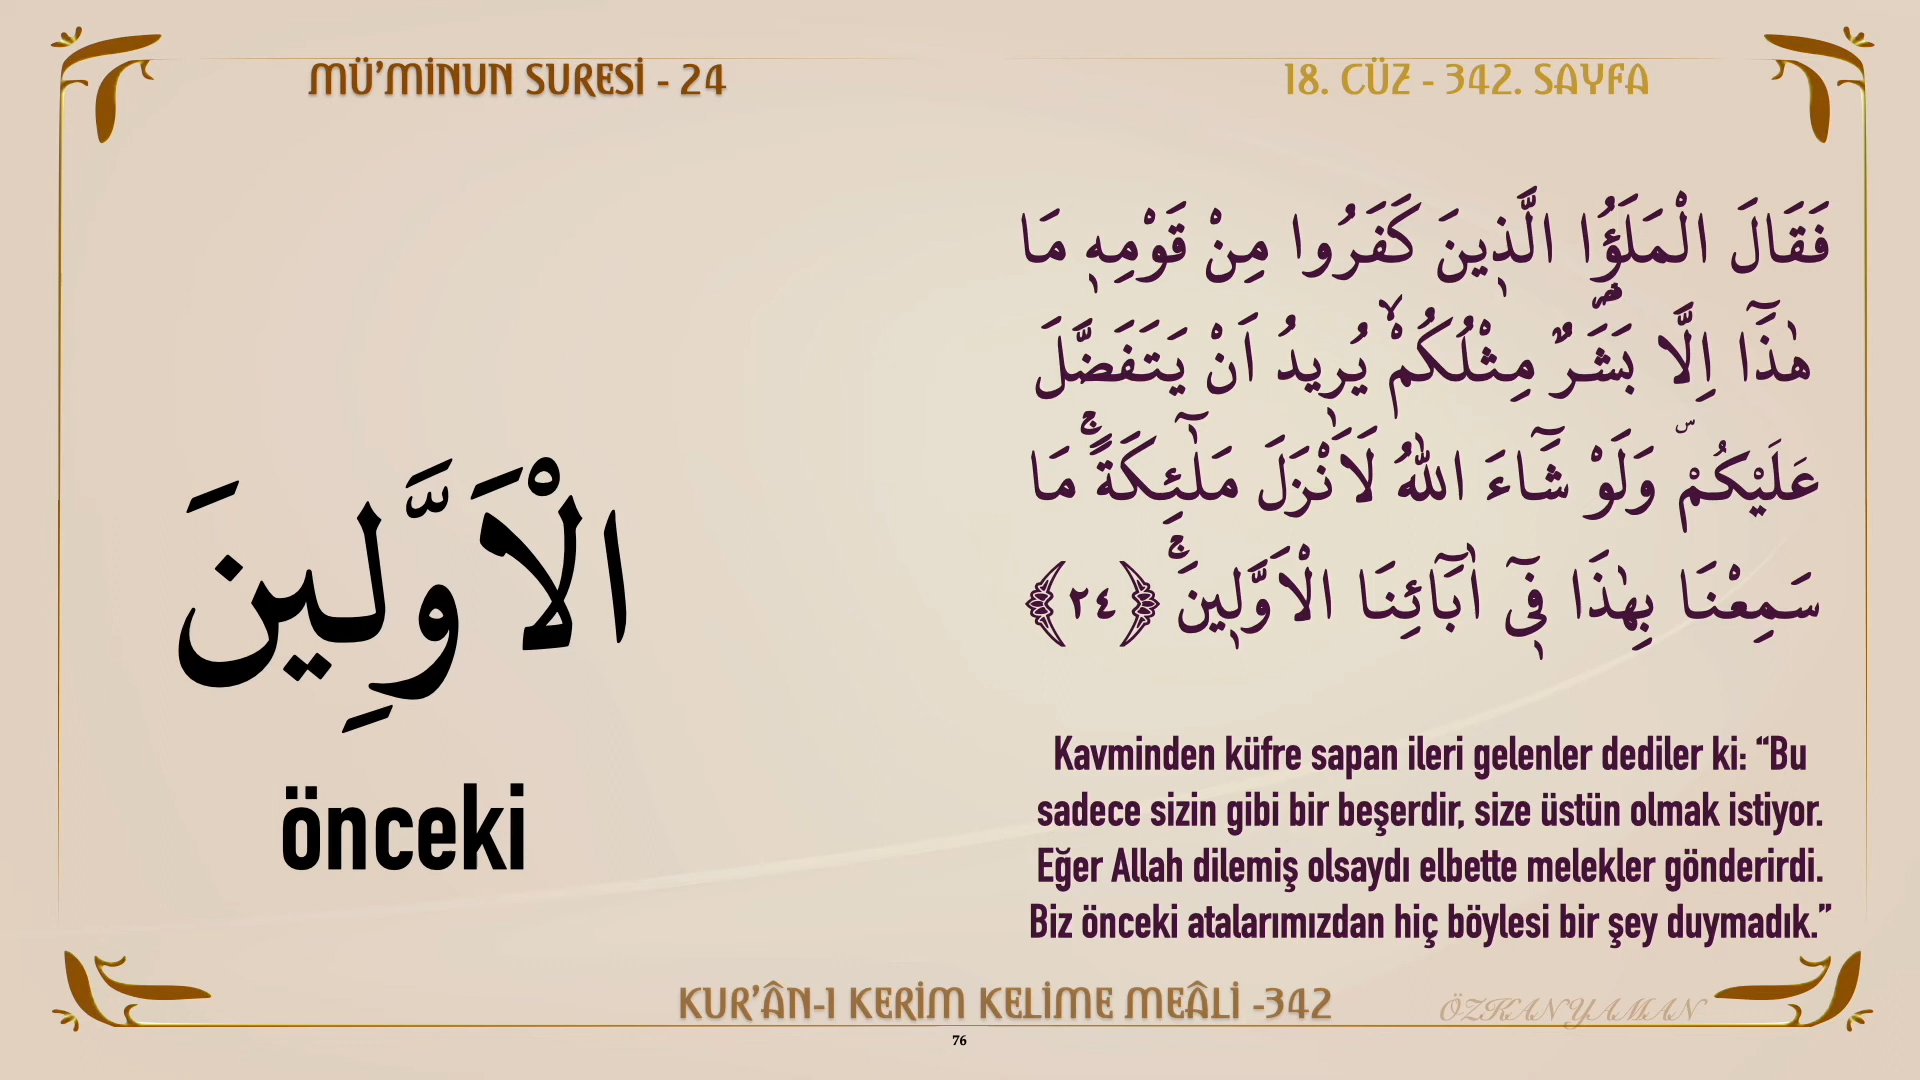 MÜ’MİNUN SURESİ - 24
18. CÜZ - 342. SAYFA
فَقَالَ الْمَلَؤُا الَّذٖينَ كَفَرُوا مِنْ قَوْمِهٖ مَا
هٰذَٓا اِلَّا بَشَرٌ مِثْلُكُمْۙ يُرٖيدُ اَنْ يَتَفَضَّلَ
عَلَيْكُمْۜ وَلَوْ شَٓاءَ اللّٰهُ لَاَنْزَلَ مَلٰٓئِكَةًۚ مَا
سَمِعْنَا بِهٰذَا فٖٓي اٰبَٓائِنَا الْاَوَّلٖينَۚ ﴿٢٤﴾
الْاَوَّلِينَ
önceki
Kavminden küfre sapan ileri gelenler dediler ki: “Bu
sadece sizin gibi bir beşerdir, size üstün olmak istiyor.
Eğer Allah dilemiş olsaydı elbette melekler gönderirdi.
Biz önceki atalarımızdan hiç böylesi bir şey duymadık.”
KUR’ÂN-I KERİM KELİME MEÂLİ -342
ÖZKAN YAMAN
76